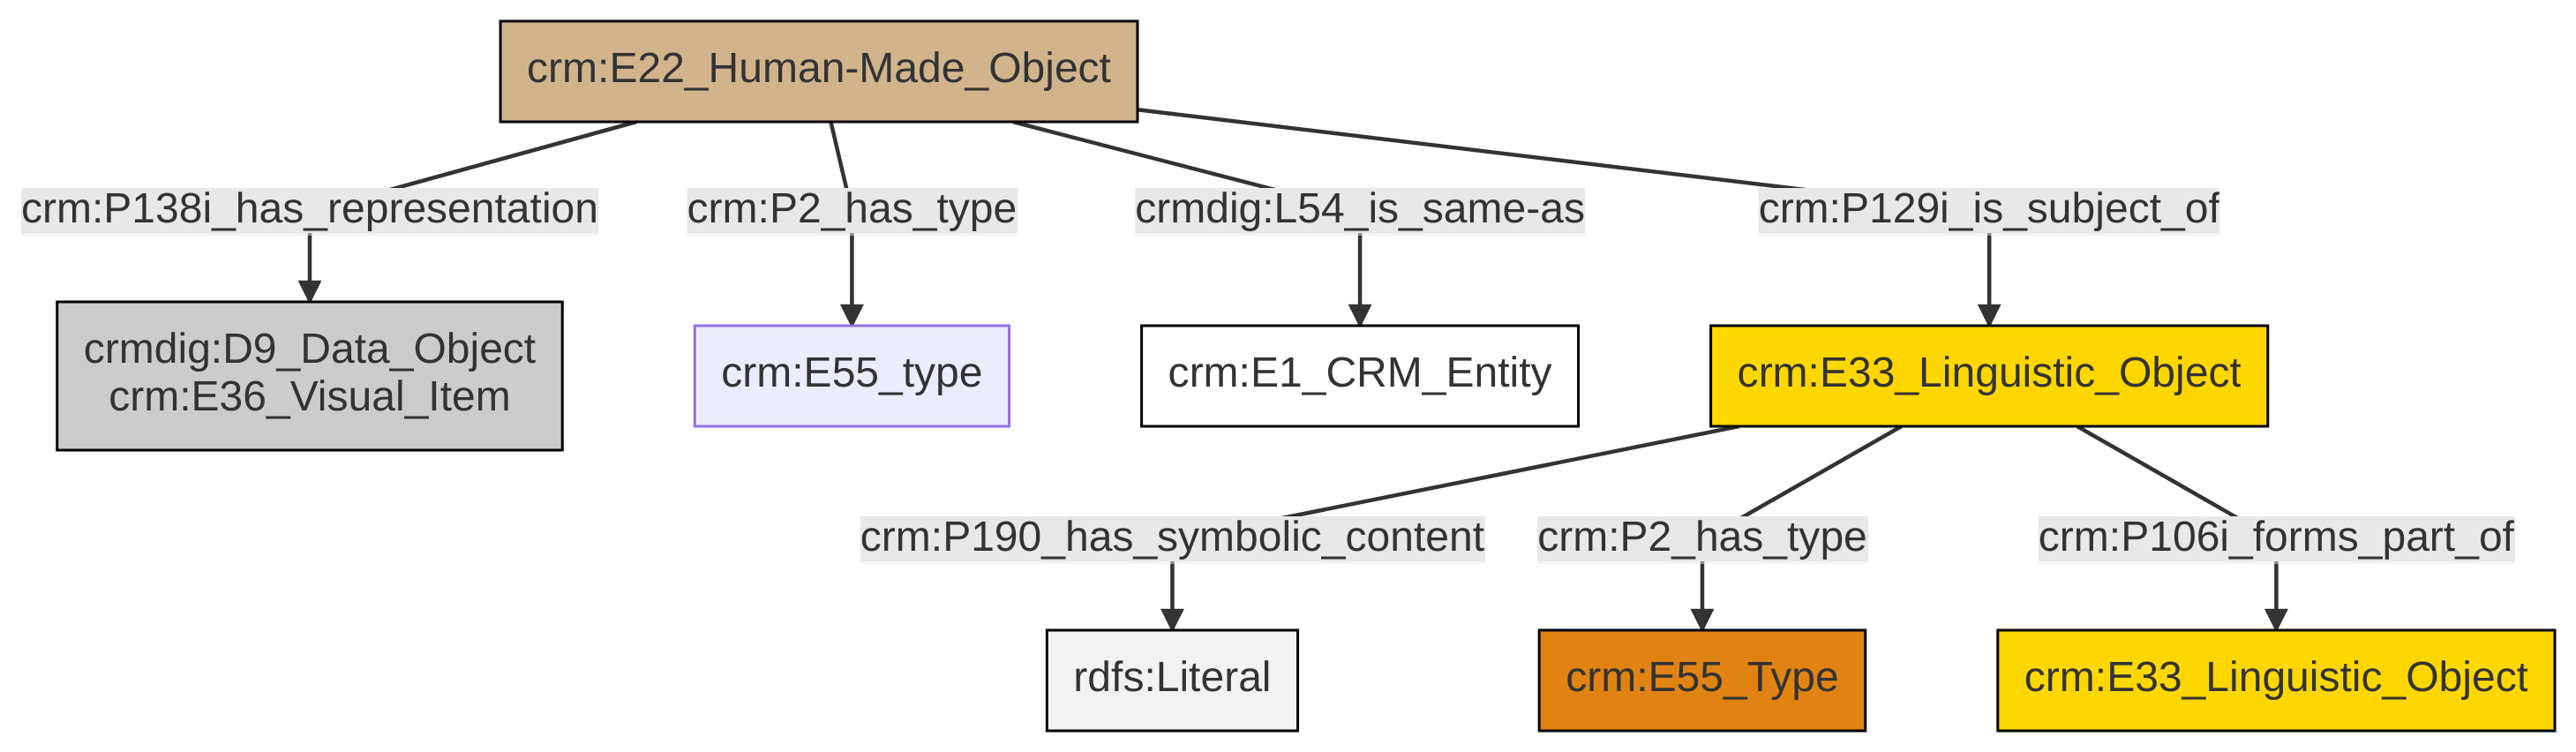 crm:E22_Human-Made_Object
crm:P138i_has_representation
crm:P2_has_type
crmdig:L54_is_same-as
crm:P129i_is_subject_of
crmdig:D9_Data_Object
crm:E36_Visual_Item
crm:E55_type
crm:E1_CRM_Entity
crm:E33_Linguistic_Object
crm:P190_has_symbolic_content
crm:P2_has_type
crm:P106i_forms_part_of
rdfs:Literal
crm:E55_Type
crm:E33_Linguistic_Object